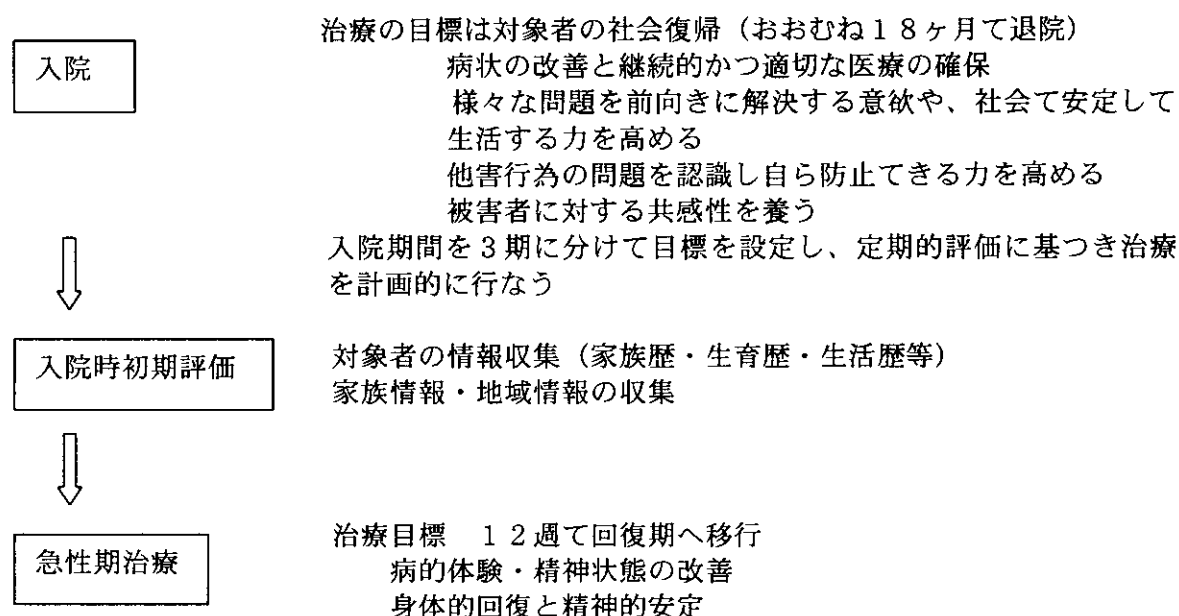 治療の目標は対象者の社会復帰（おおむね１８ヶ月て退院）
入院
病状の改善と継続的かつ適切な医療の確保
様々な問題を前向きに解決する意欲や、社会て安定して
生活する力を高める
他害行為の問題を認識し自ら防止てきる力を高める
被害者に対する共感性を養う
入院期間を３期に分けて目標を設定し、定期的評価に基つき治療
を計画的に行なう
入院時初期評価
対象者の情報収集（家族歴・生育歴・生活歴等）
家族情報・地域情報の収集
急性期治療
治療目標　１２週て回復期へ移行
病的体験・精神状態の改善
身体的回復と精神的安定